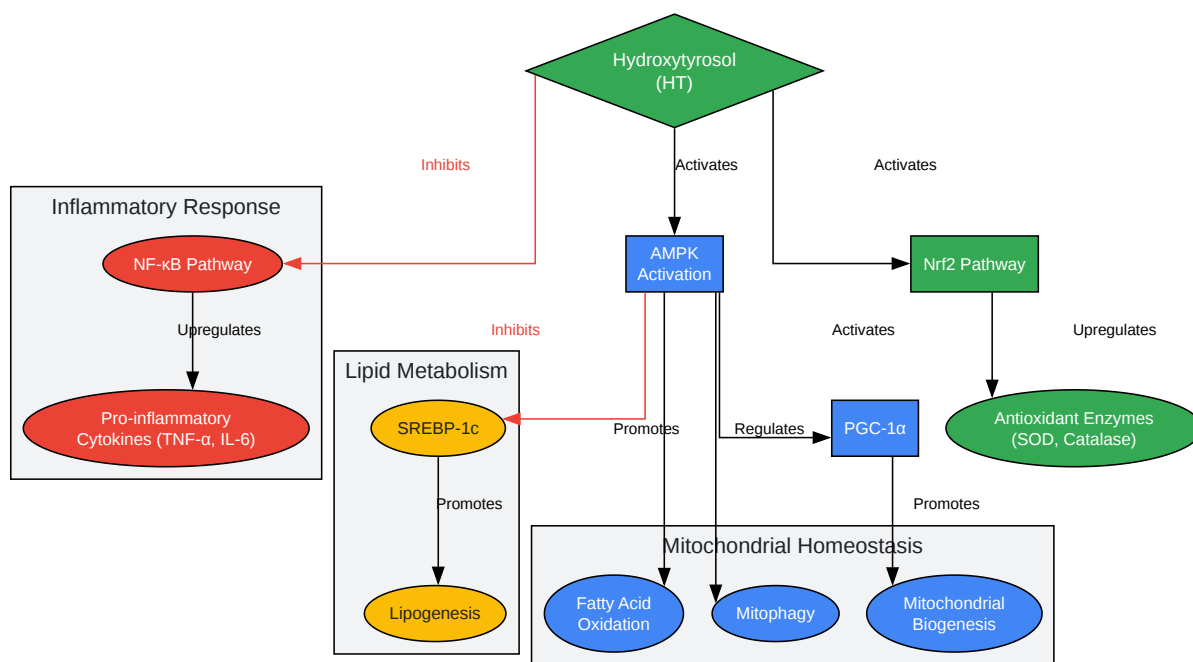 Hydroxytyrosol
(HT)
Inhibits
Activates
Activates
Inflammatory Response
NF-κB Pathway
AMPK
Activation
Nrf2 Pathway
Upregulates
Inhibits
Activates
Upregulates
Lipid Metabolism
Pro-inflammatory
Cytokines (TNF-α, IL-6)
SREBP-1c
Promotes
Regulates
PGC-1α
Antioxidant Enzymes
(SOD, Catalase)
Promotes
Promotes
Mitochondrial Homeostasis
Lipogenesis
Fatty Acid
Oxidation
Mitophagy
Mitochondrial
Biogenesis